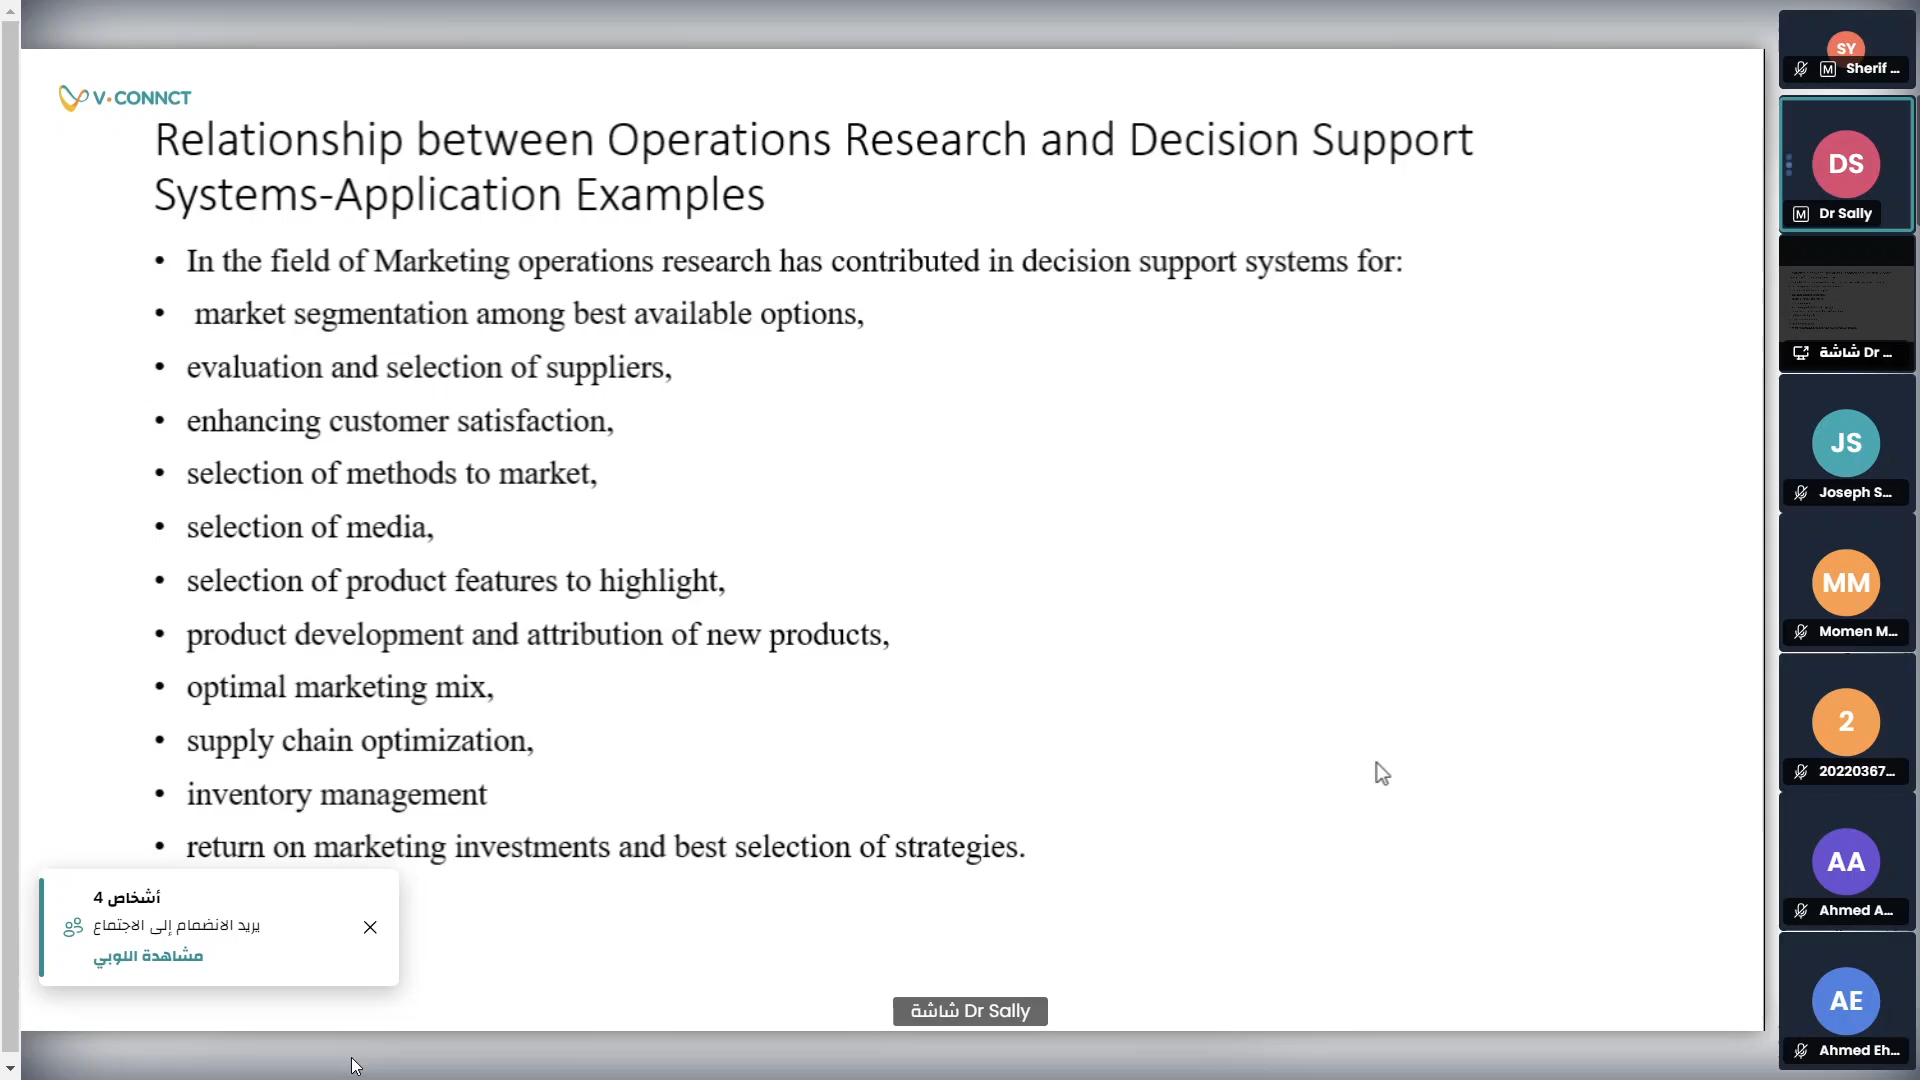 V·CONNCT
Relationship between Operations Research and Decision Support
Systems-Application Examples
• In the field of Marketing operations research has contributed in decision support systems for:
• market segmentation among best available options,
• evaluation and selection of suppliers,
• enhancing customer satisfaction,
• selection of methods to market,
• selection of media,
• selection of product features to highlight,
• product development and attribution of new products,
• optimal marketing mix,
• supply chain optimization,
• inventory management
• return on marketing investments and best selection of strategies.
4 أشخاص
يريد الانضمام إلى الاجتماع
مشاهدة اللوبي
شاشة Dr Sally
SY
M Sherif ...
DS
M Dr Sally
شاشة Dr ...
JS
Joseph S...
MM
Momen M...
2
20220367...
AA
Ahmed A...
AE
Ahmed Eh...